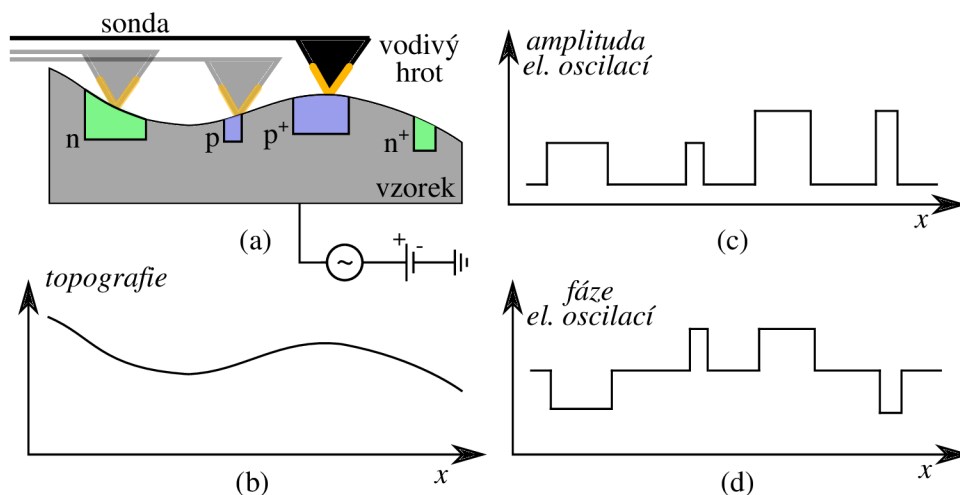 sonda
vodivý
hrot
n
p
p⁺
n⁺
vzorek
+
-
~
(a)
amplituda
el. oscilací
x
(c)
topografie
x
(b)
fáze
el. oscilací
x
(d)